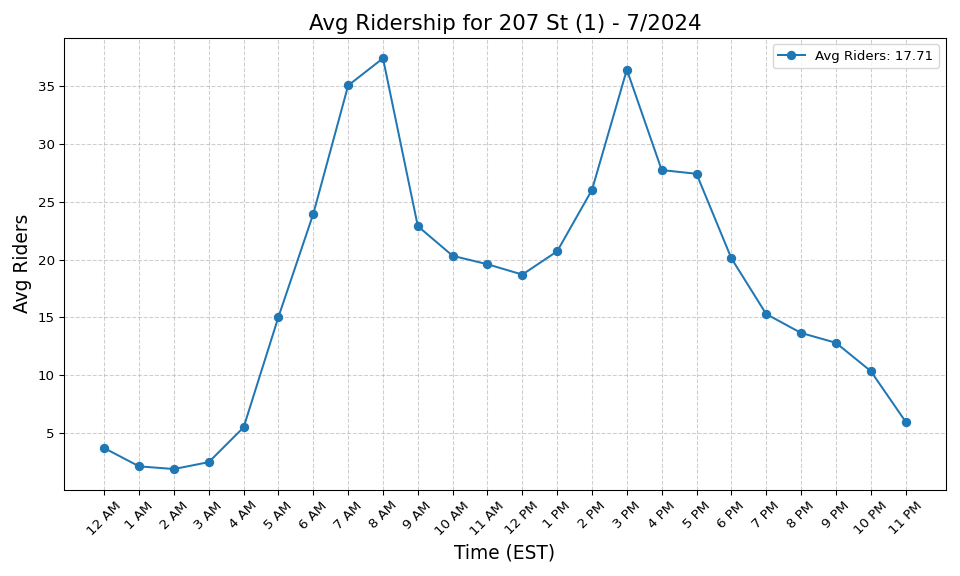 Avg Ridership for 207 St (1) - 7/2024
Avg Riders: 17.71
Avg Riders
35
30
25
20
15
10
5
12 AM
1 AM
2 AM
3 AM
4 AM
5 AM
6 AM
7 AM
8 AM
9 AM
10 AM
11 AM
12 PM
1 PM
2 PM
3 PM
4 PM
5 PM
6 PM
7 PM
8 PM
9 PM
10 PM
11 PM
Time (EST)